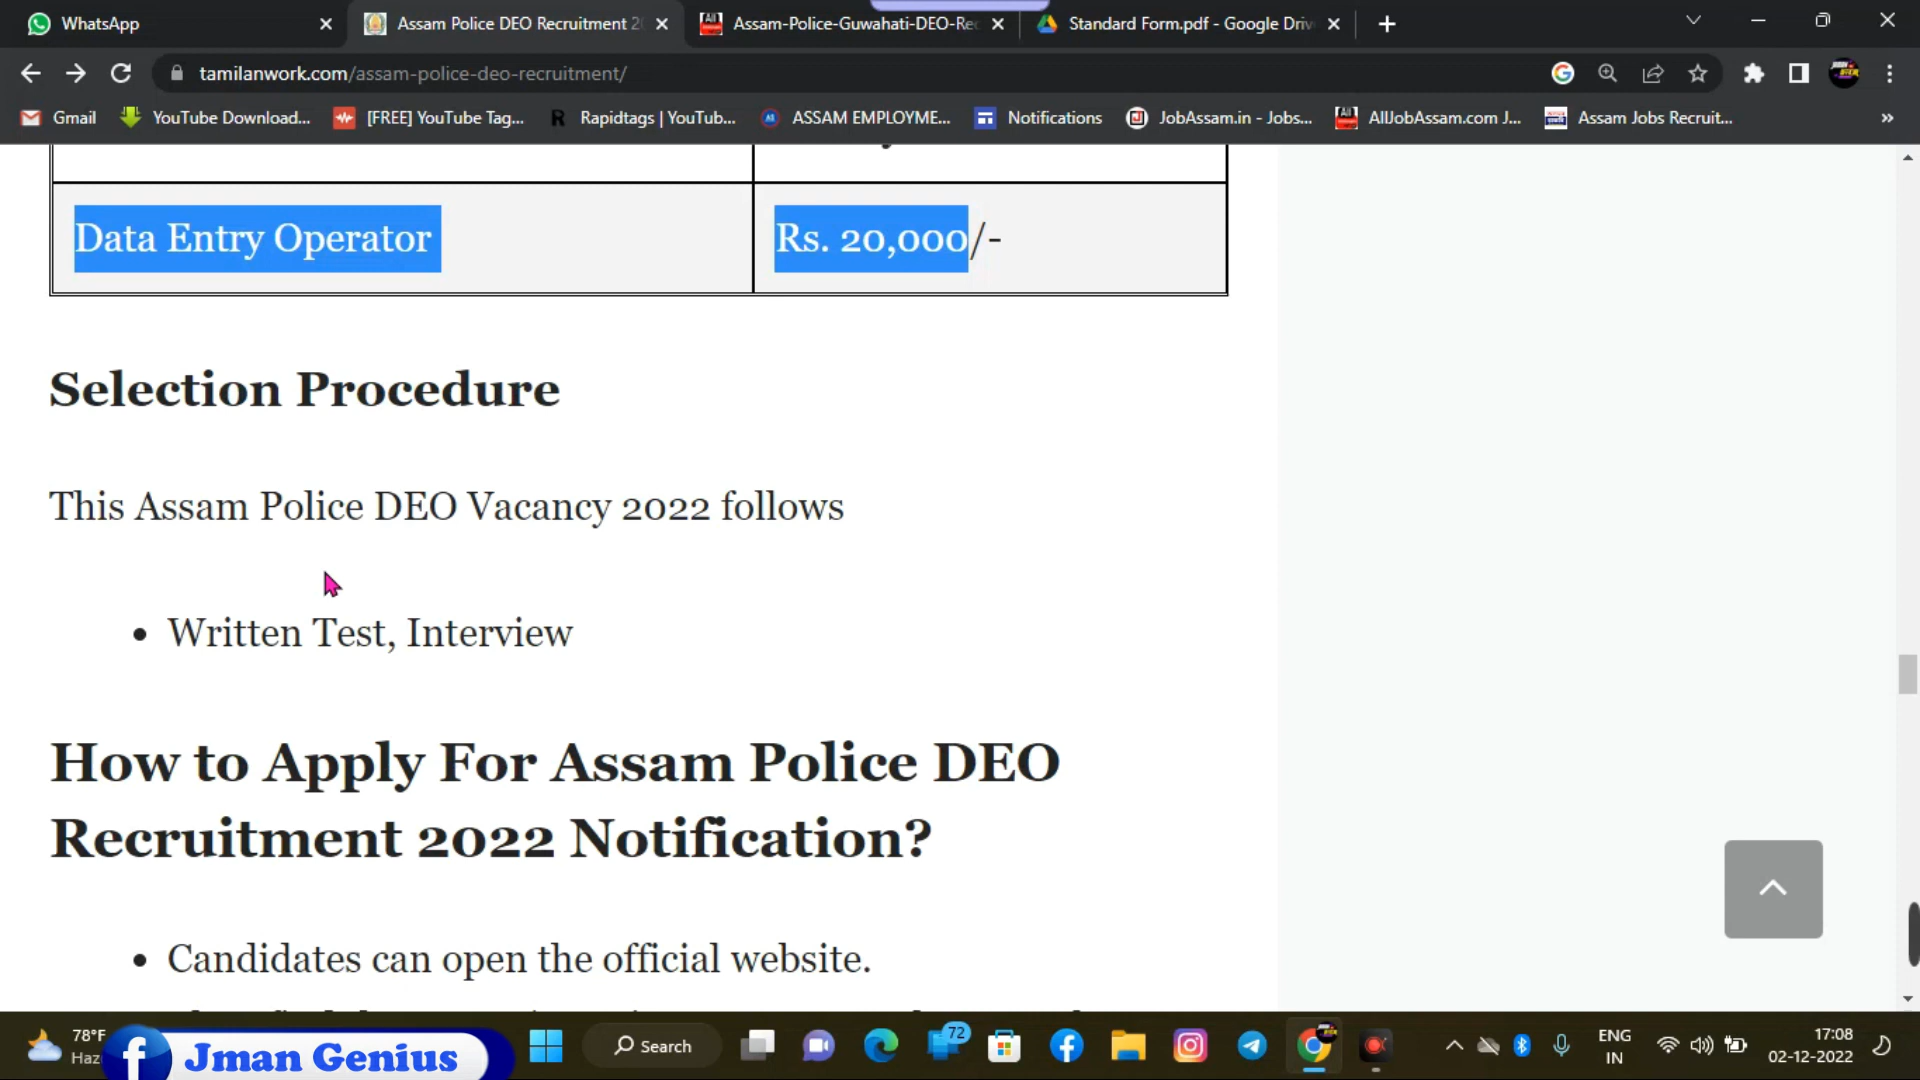 WhatsApp
Assam Police DEO Recruitment 2
Assam-Police-Guwahati-DEO-Rec
Standard Form.pdf - Google Driv
tamilanwork.com/assam-police-deo-recruitment/
Gmail
YouTube Download...
[FREE] YouTube Tag...
Rapidtags | YouTub...
ASSAM EMPLOYME...
Notifications
JobAssam.in - Jobs...
AllJobAssam.com J...
Assam Jobs Recruit...
Data Entry Operator
Rs. 20,000/-
Selection Procedure
This Assam Police DEO Vacancy 2022 follows
• Written Test, Interview
How to Apply For Assam Police DEO
Recruitment 2022 Notification?
• Candidates can open the official website.
78°F
Haz
f Jman Genius
Search
72
ENG
IN
17:08
02-12-2022